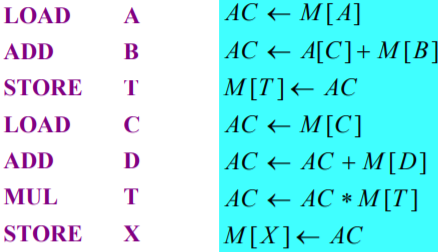 LOAD A AC ← M[A]
ADD B AC ← A[C]+ M[B]
STORE T M[T]← AC
LOAD C AC ← M[C]
ADD D AC ← AC + M[D]
MUL T AC ← AC * M[T]
STORE X M[X]← AC